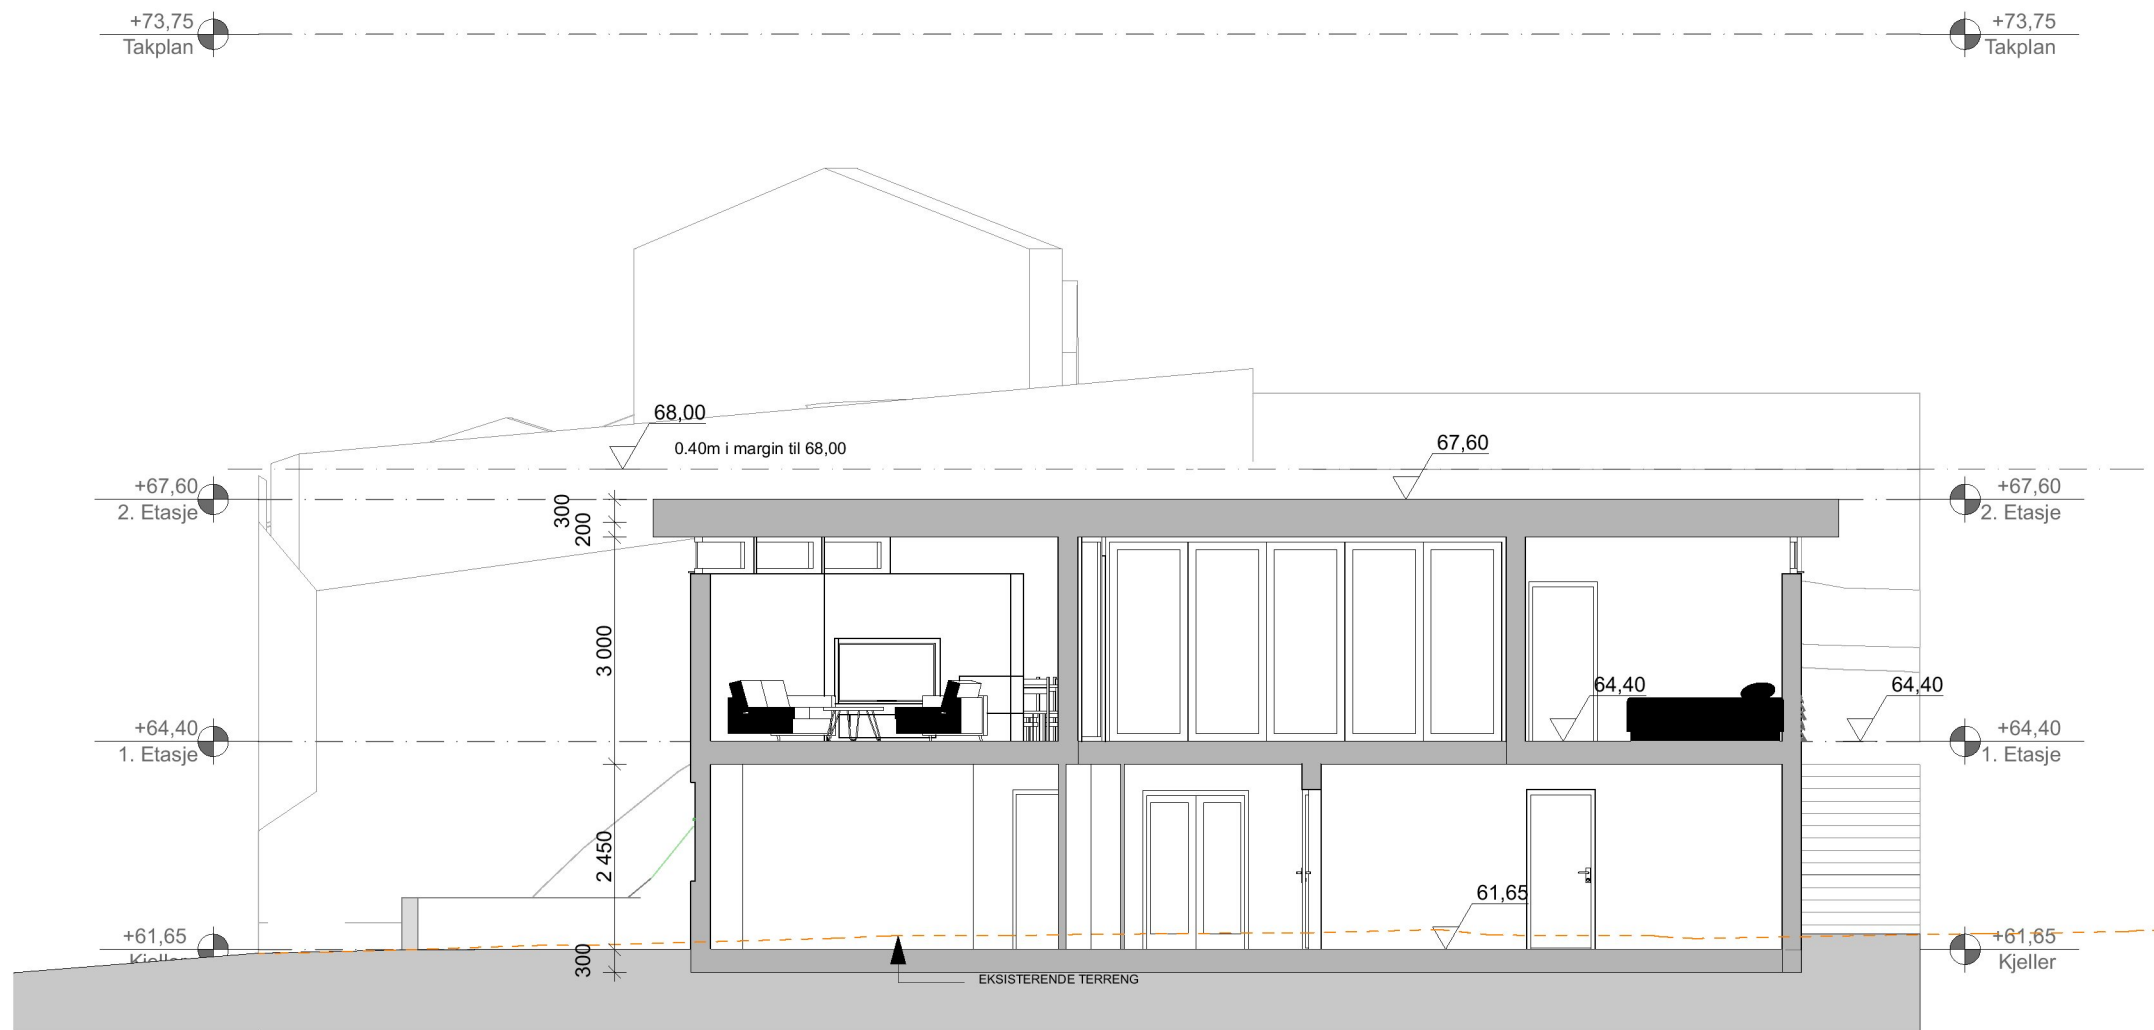 +73,75
Takplan
+73,75
Takplan
68,00
0.40m i margin til 68,00
67,60
+67,60
2. Etasje
+67,60
2. Etasje
300
200
3 000
64,40
64,40
+64,40
1. Etasje
+64,40
1. Etasje
2 450
61,65
+61,65
Kjeller
+61,65
Kjeller
300
EKSISTERENDE TERRENG